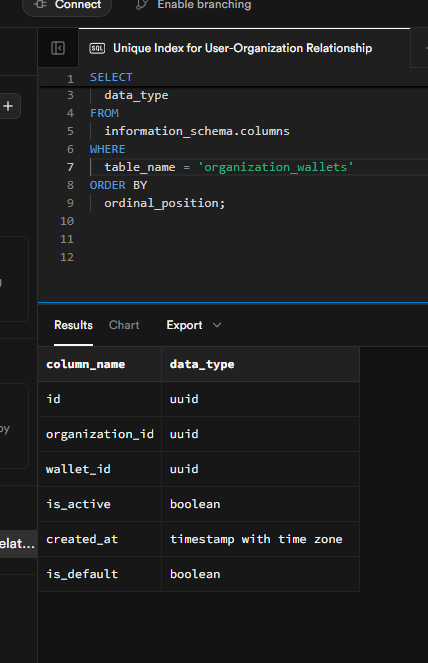 Connect Enable branching
SQL Unique Index for User-Organization Relationship
1 SELECT
3 data_type
4 FROM
5 information_schema.columns
6 WHERE
7 table_name = 'organization_wallets'
8 ORDER BY
9 ordinal_position;
10
11
12
Results Chart Export
column_name data_type
id uuid
organization_id uuid
wallet_id uuid
is_active boolean
elat...
created_at timestamp with time zone
is_default boolean